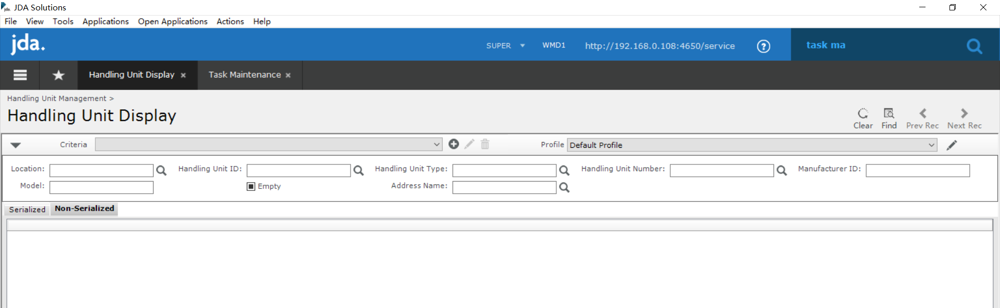 jda. JDA Solutions
File View Tools Applications Open Applications Actions Help
jda. SUPER WMD1 http://192.168.0.108:4650/service ? task ma
Handling Unit Display × Task Maintenance ×
Handling Unit Management >
Handling Unit Display
Clear Find Prev Rec Next Rec
Criteria Profile Default Profile
Location: Handling Unit ID: Handling Unit Type: Handling Unit Number: Manufacturer ID:
Model: Empty Address Name:
Serialized Non-Serialized